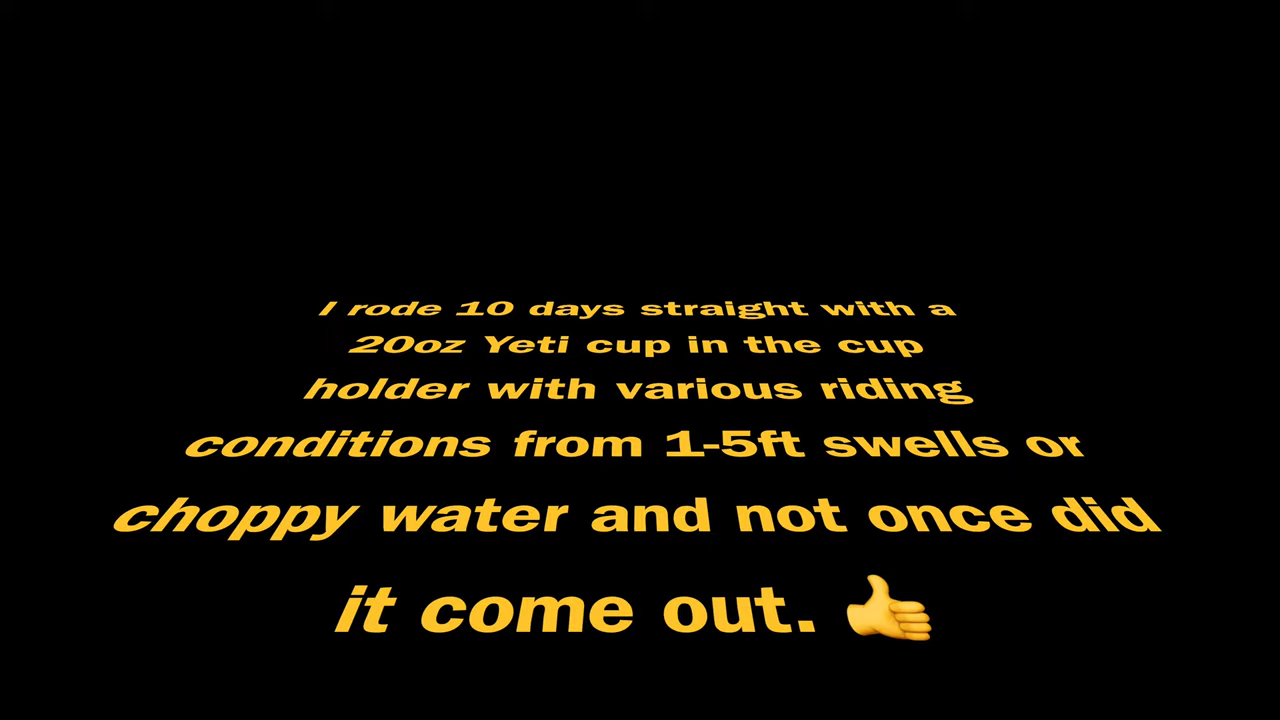 I rode 10 days straight with a
20oz Yeti cup in the cup
holder with various riding
conditions from 1-5ft swells or
choppy water and not once did
it come out. 👍